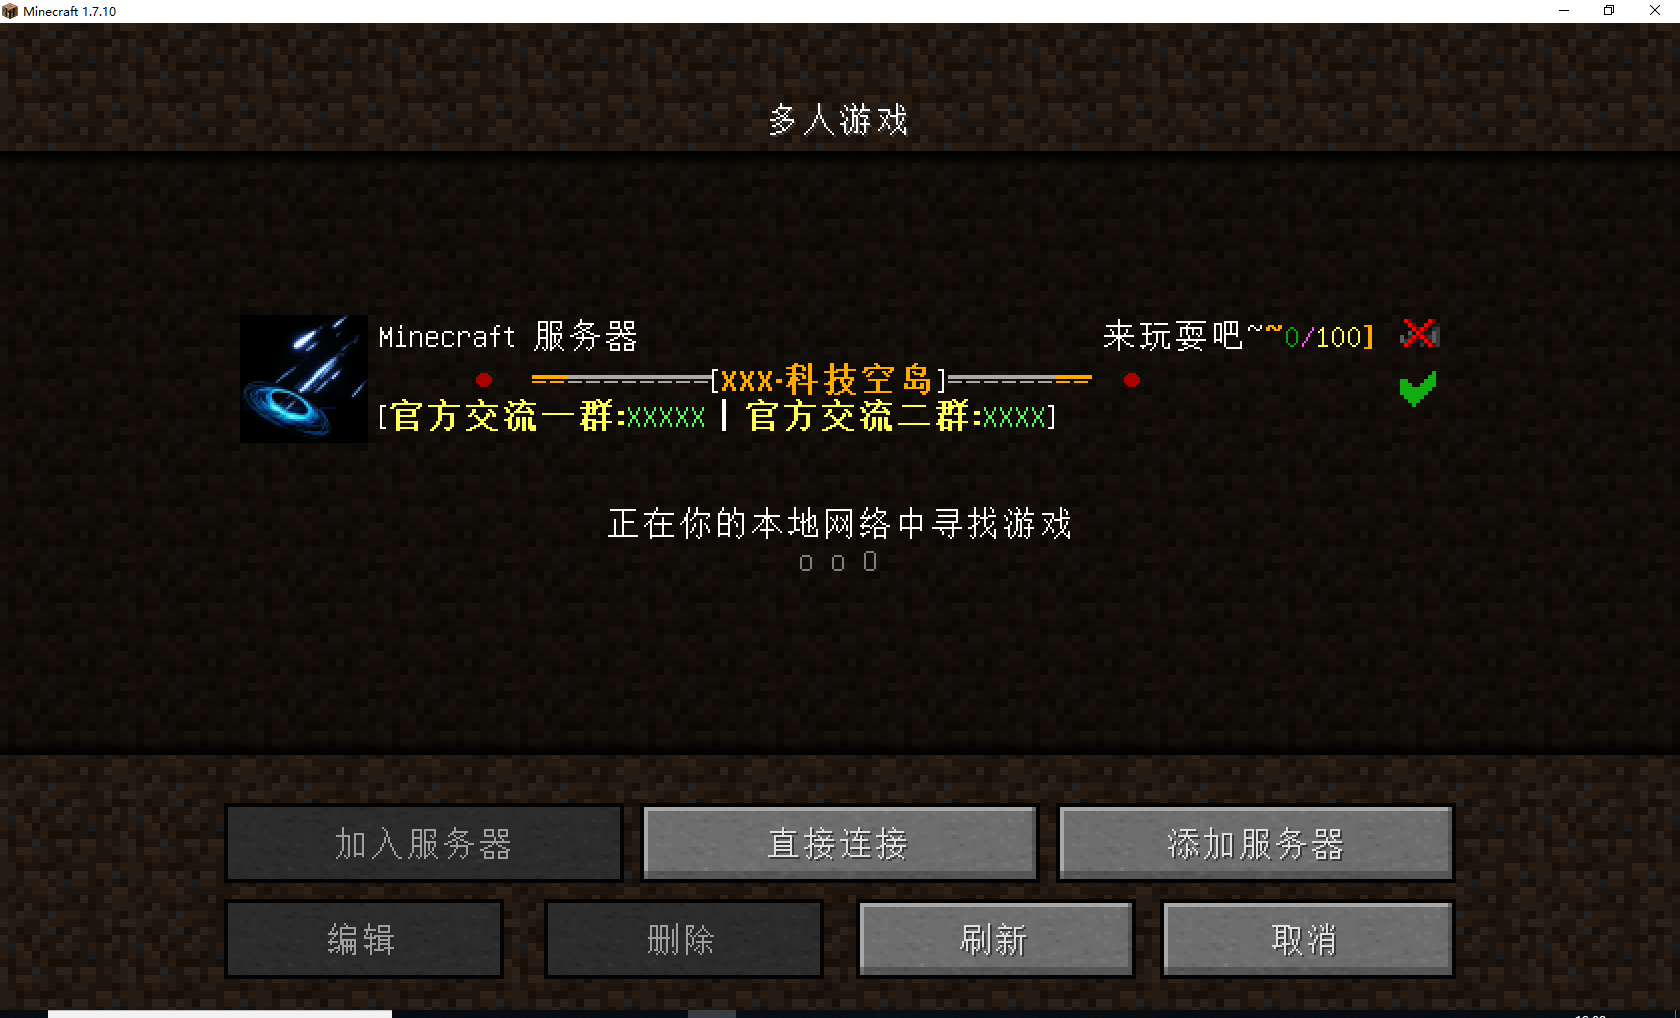 Minecraft 1.7.10
多人游戏
Minecraft 服务器 来玩耍吧~~0/100]
[XXX·科技空岛]
[官方交流一群:XXXXX | 官方交流二群:XXXX]
正在你的本地网络中寻找游戏
o o O
加入服务器 直接连接 添加服务器
编辑 删除 刷新 取消